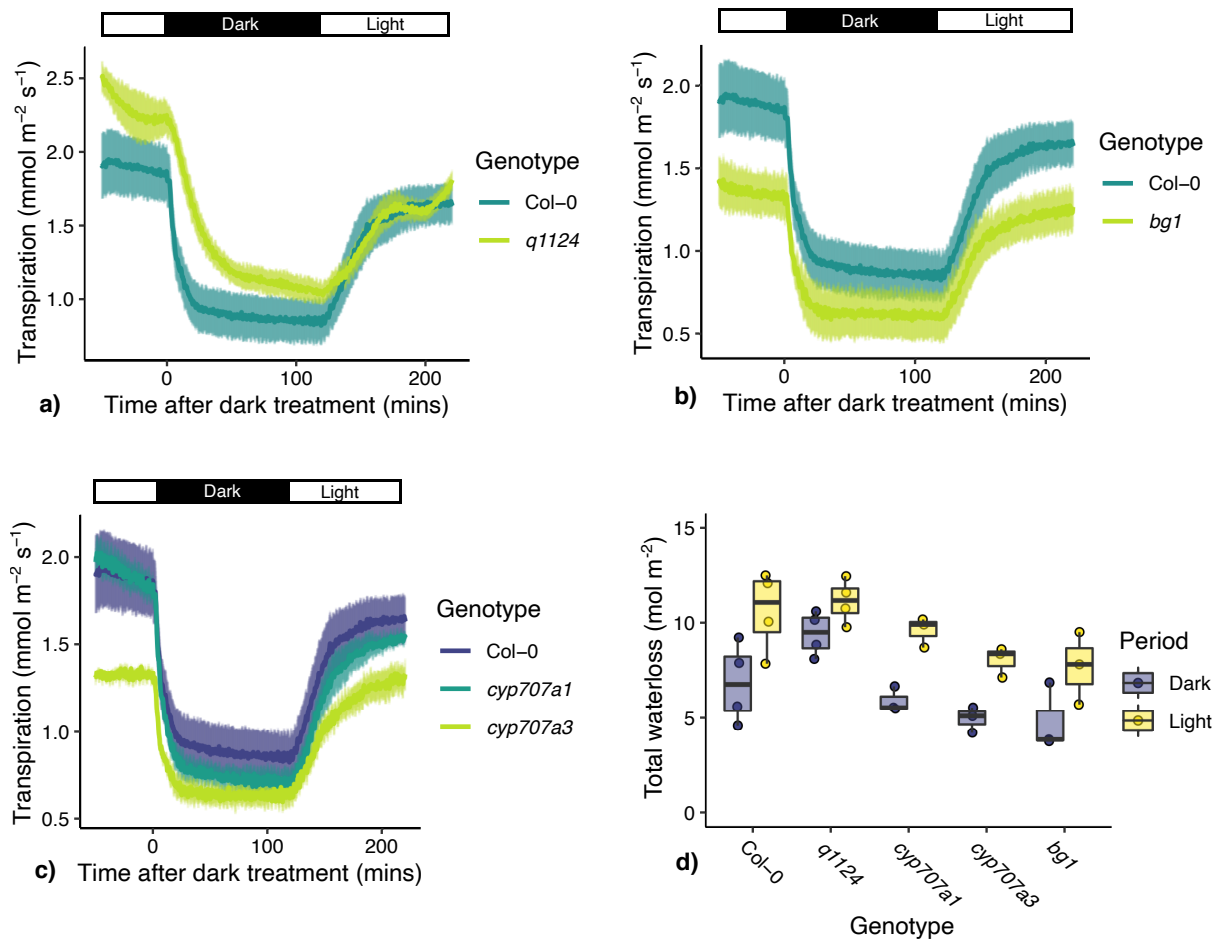 Dark Light
2.5
2.0
1.5
1.0
0 100 200
Transpiration (mmol m⁻² s⁻¹)
Time after dark treatment (mins)
a)
Genotype
Col−0
q1124
Dark Light
2.0
1.5
1.0
0.5
0 100 200
Transpiration (mmol m⁻² s⁻¹)
Time after dark treatment (mins)
b)
Genotype
Col−0
bg1
Dark Light
2.0
1.5
1.0
0.5
0 100 200
Transpiration (mmol m⁻² s⁻¹)
Time after dark treatment (mins)
c)
Genotype
Col−0
cyp707a1
cyp707a3
15
10
5
0
Total waterloss (mol m⁻²)
Col-0
q1124
cyp707a1
cyp707a3
bg1
d)
Genotype
Period
Dark
Light